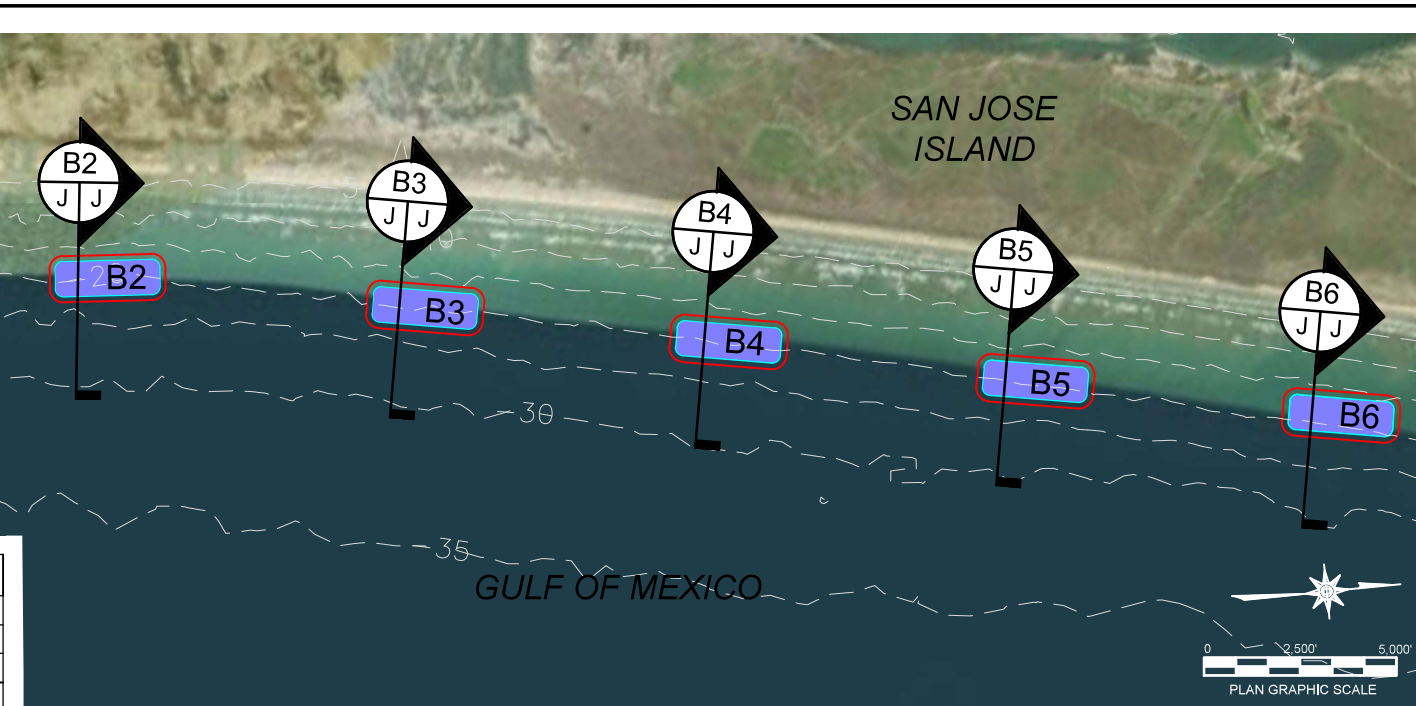 SAN JOSE
ISLAND
B2
J J
B3
J J
B4
J J
B5
J J
B6
J J
B2
B3
B4
B5
B6
30
35
GULF OF MEXICO
0 2,500' 5,000'
PLAN GRAPHIC SCALE